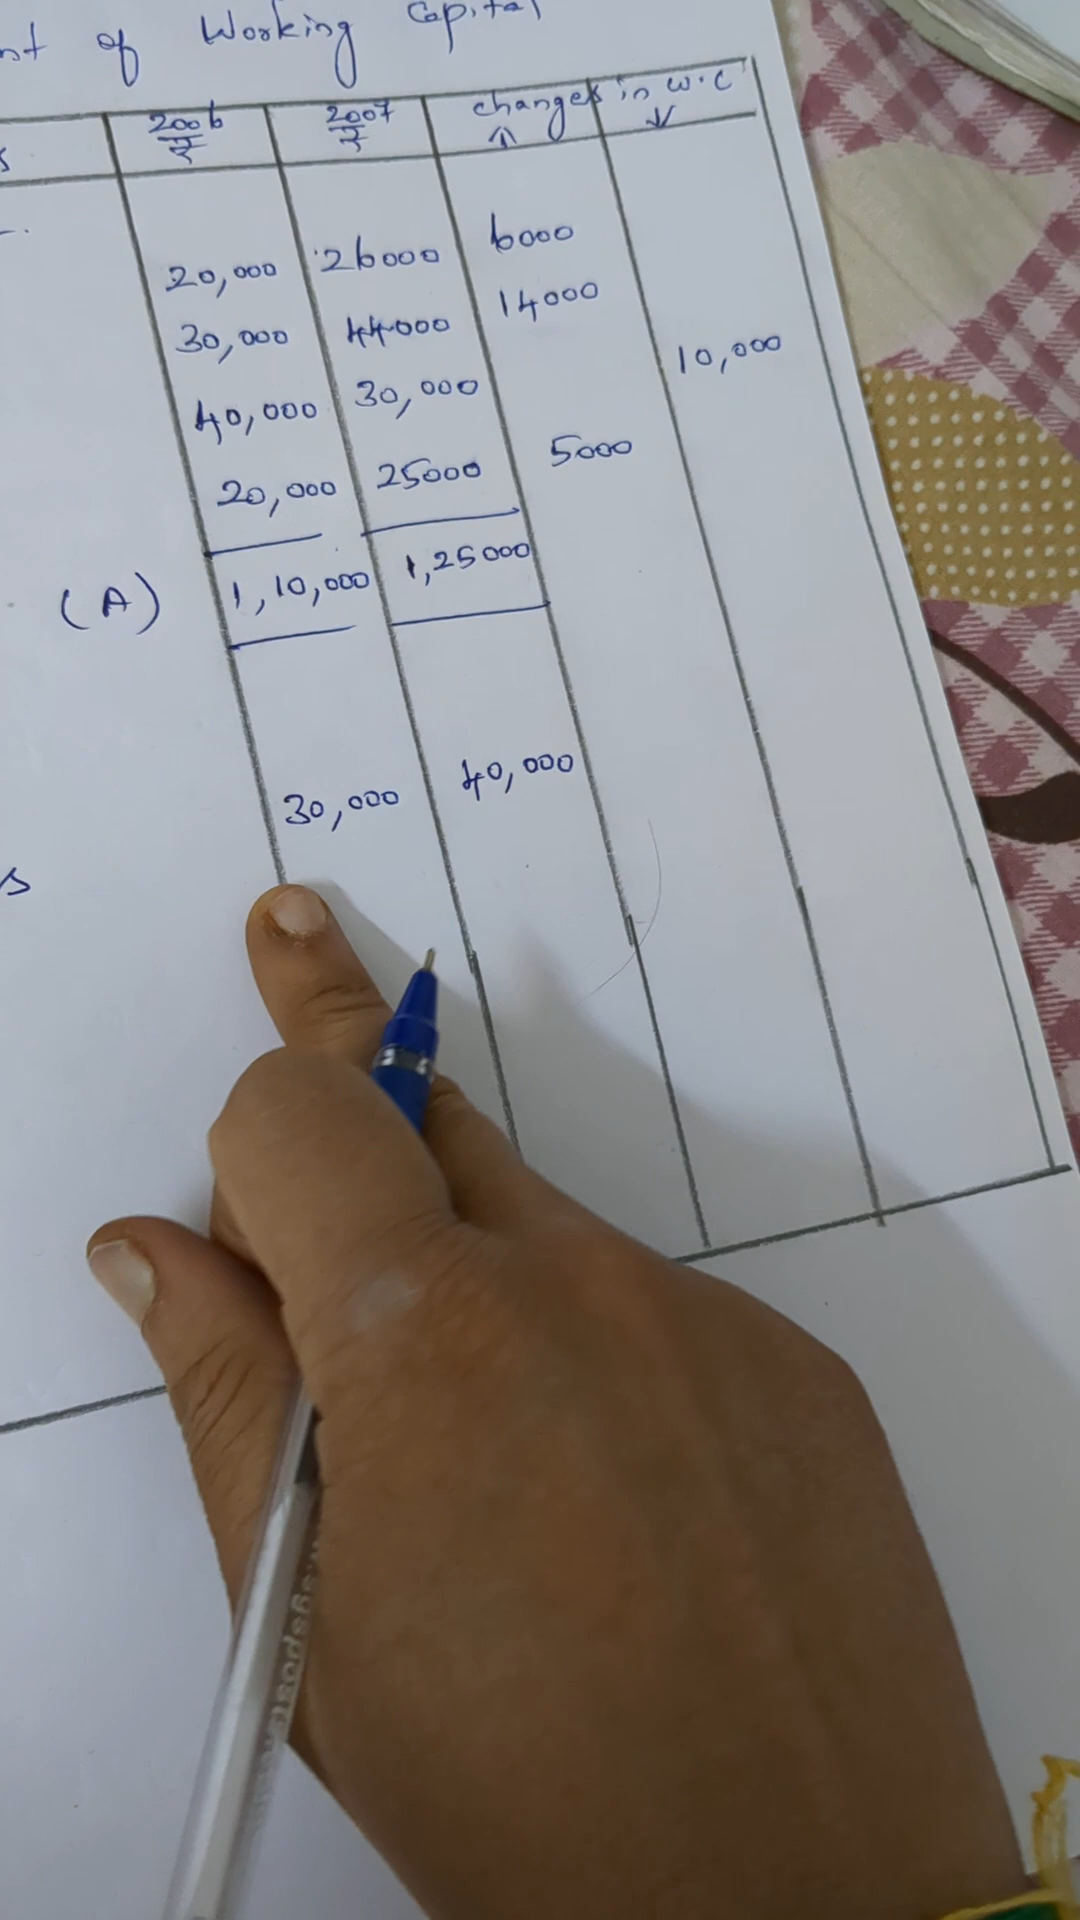 nt of Working Capital
s 2006 2007 changes in w.c
₹ ₹ ↑ ↓
20,000 26000 6000
30,000 44000 14000
40,000 30,000 10,000
20,000 25000 5000
(A) 1,10,000 1,25000
30,000 40,000
s